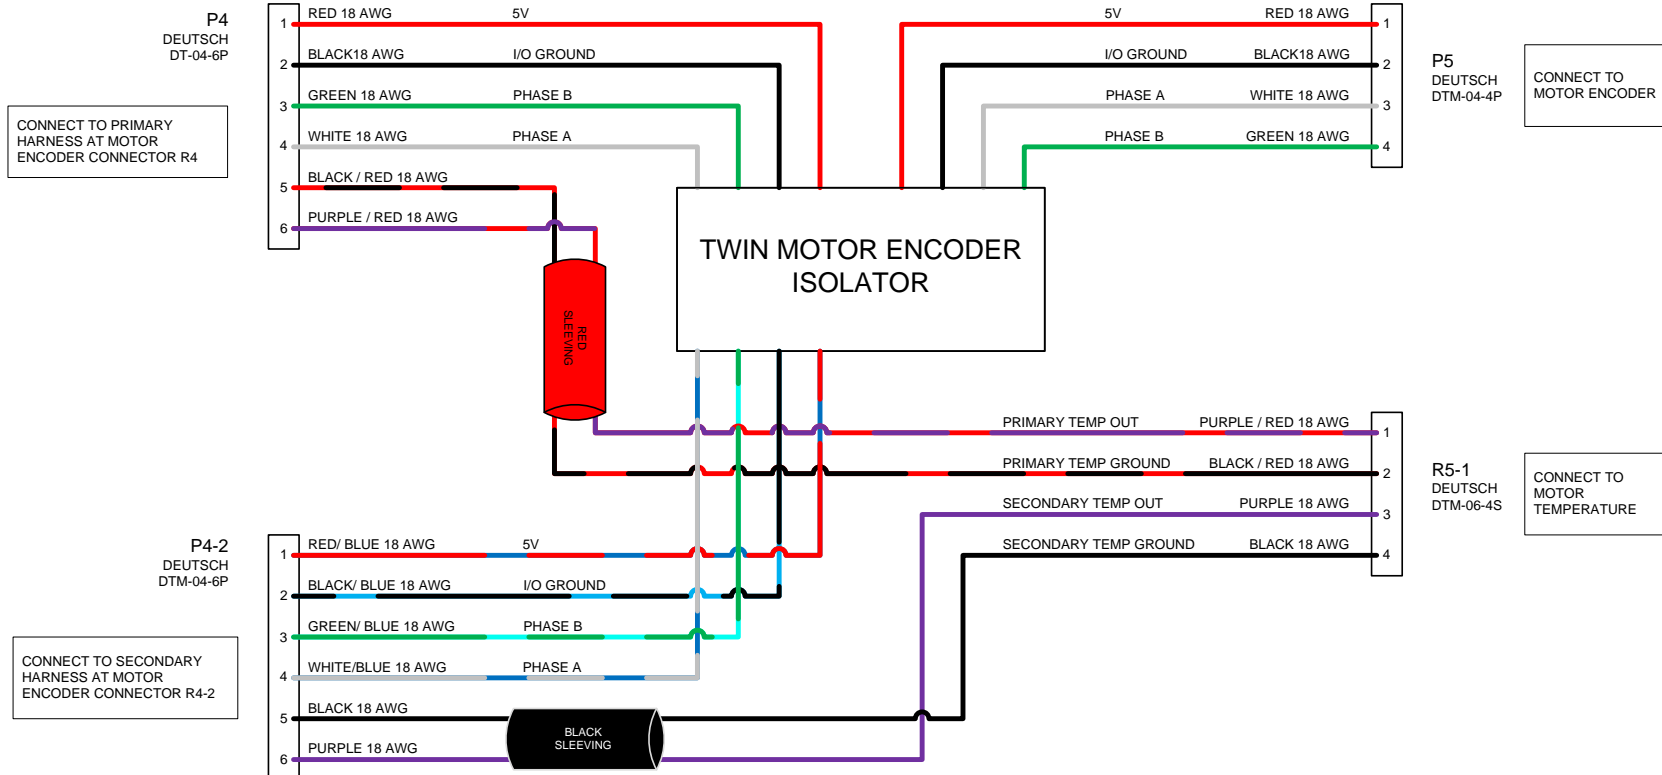 P4
DEUTSCH
DT-04-6P
CONNECT TO PRIMARY
HARNESS AT MOTOR
ENCODER CONNECTOR R4
1 RED 18 AWG 5V
2 BLACK18 AWG I/O GROUND
3 GREEN 18 AWG PHASE B
4 WHITE 18 AWG PHASE A
5 BLACK / RED 18 AWG
6 PURPLE / RED 18 AWG
RED
SLEEVING
TWIN MOTOR ENCODER
ISOLATOR
5V RED 18 AWG 1
I/O GROUND BLACK18 AWG 2
PHASE A WHITE 18 AWG 3
PHASE B GREEN 18 AWG 4
P5
DEUTSCH
DTM-04-4P
CONNECT TO
MOTOR ENCODER
PRIMARY TEMP OUT PURPLE / RED 18 AWG 1
PRIMARY TEMP GROUND BLACK / RED 18 AWG 2
SECONDARY TEMP OUT PURPLE 18 AWG 3
SECONDARY TEMP GROUND BLACK 18 AWG 4
R5-1
DEUTSCH
DTM-06-4S
CONNECT TO
MOTOR
TEMPERATURE
P4-2
DEUTSCH
DTM-04-6P
CONNECT TO SECONDARY
HARNESS AT MOTOR
ENCODER CONNECTOR R4-2
1 RED/ BLUE 18 AWG 5V
2 BLACK/ BLUE 18 AWG I/O GROUND
3 GREEN/ BLUE 18 AWG PHASE B
4 WHITE/BLUE 18 AWG PHASE A
5 BLACK 18 AWG
6 PURPLE 18 AWG
BLACK
SLEEVING